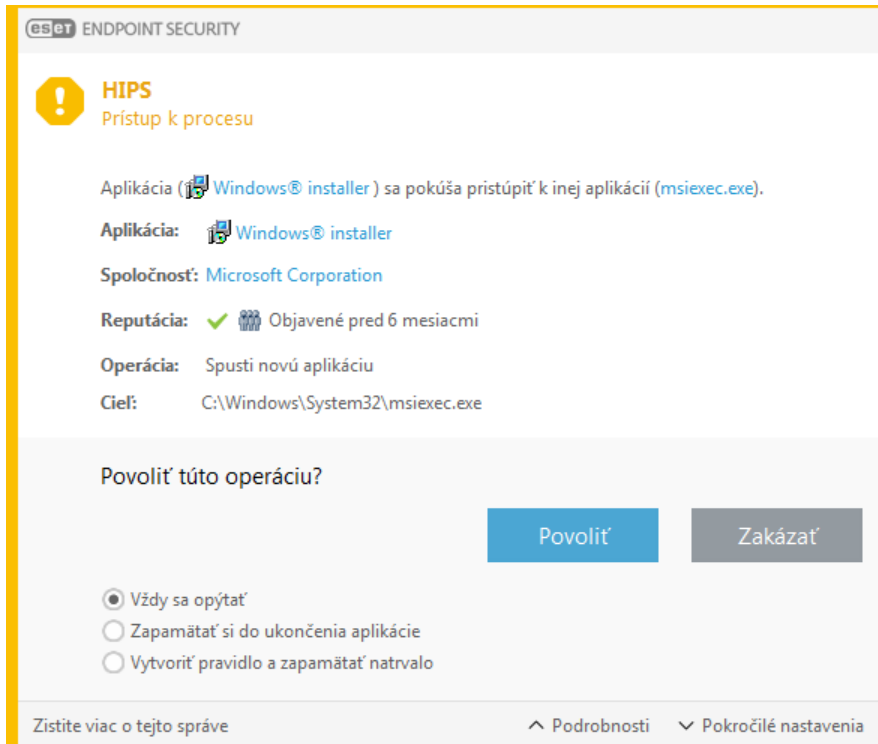 eset ENDPOINT SECURITY
HIPS
Prístup k procesu
Aplikácia ( Windows® installer ) sa pokúša pristúpiť k inej aplikácií (msiexec.exe).
Aplikácia: Windows® installer
Spoločnosť: Microsoft Corporation
Reputácia: Objavené pred 6 mesiacmi
Operácia: Spusti novú aplikáciu
Cieľ: C:\Windows\System32\msiexec.exe
Povoliť túto operáciu?
Povoliť Zakázať
Vždy sa opýtať
Zapamätať si do ukončenia aplikácie
Vytvoriť pravidlo a zapamätať natrvalo
Zistite viac o tejto správe Podrobnosti Pokročilé nastavenia